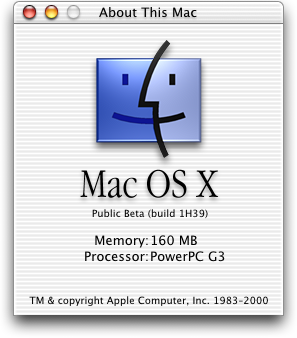 About This Mac
Mac OS X
Public Beta (build 1H39)
Memory: 160 MB
Processor: PowerPC G3
TM & copyright Apple Computer, Inc. 1983-2000